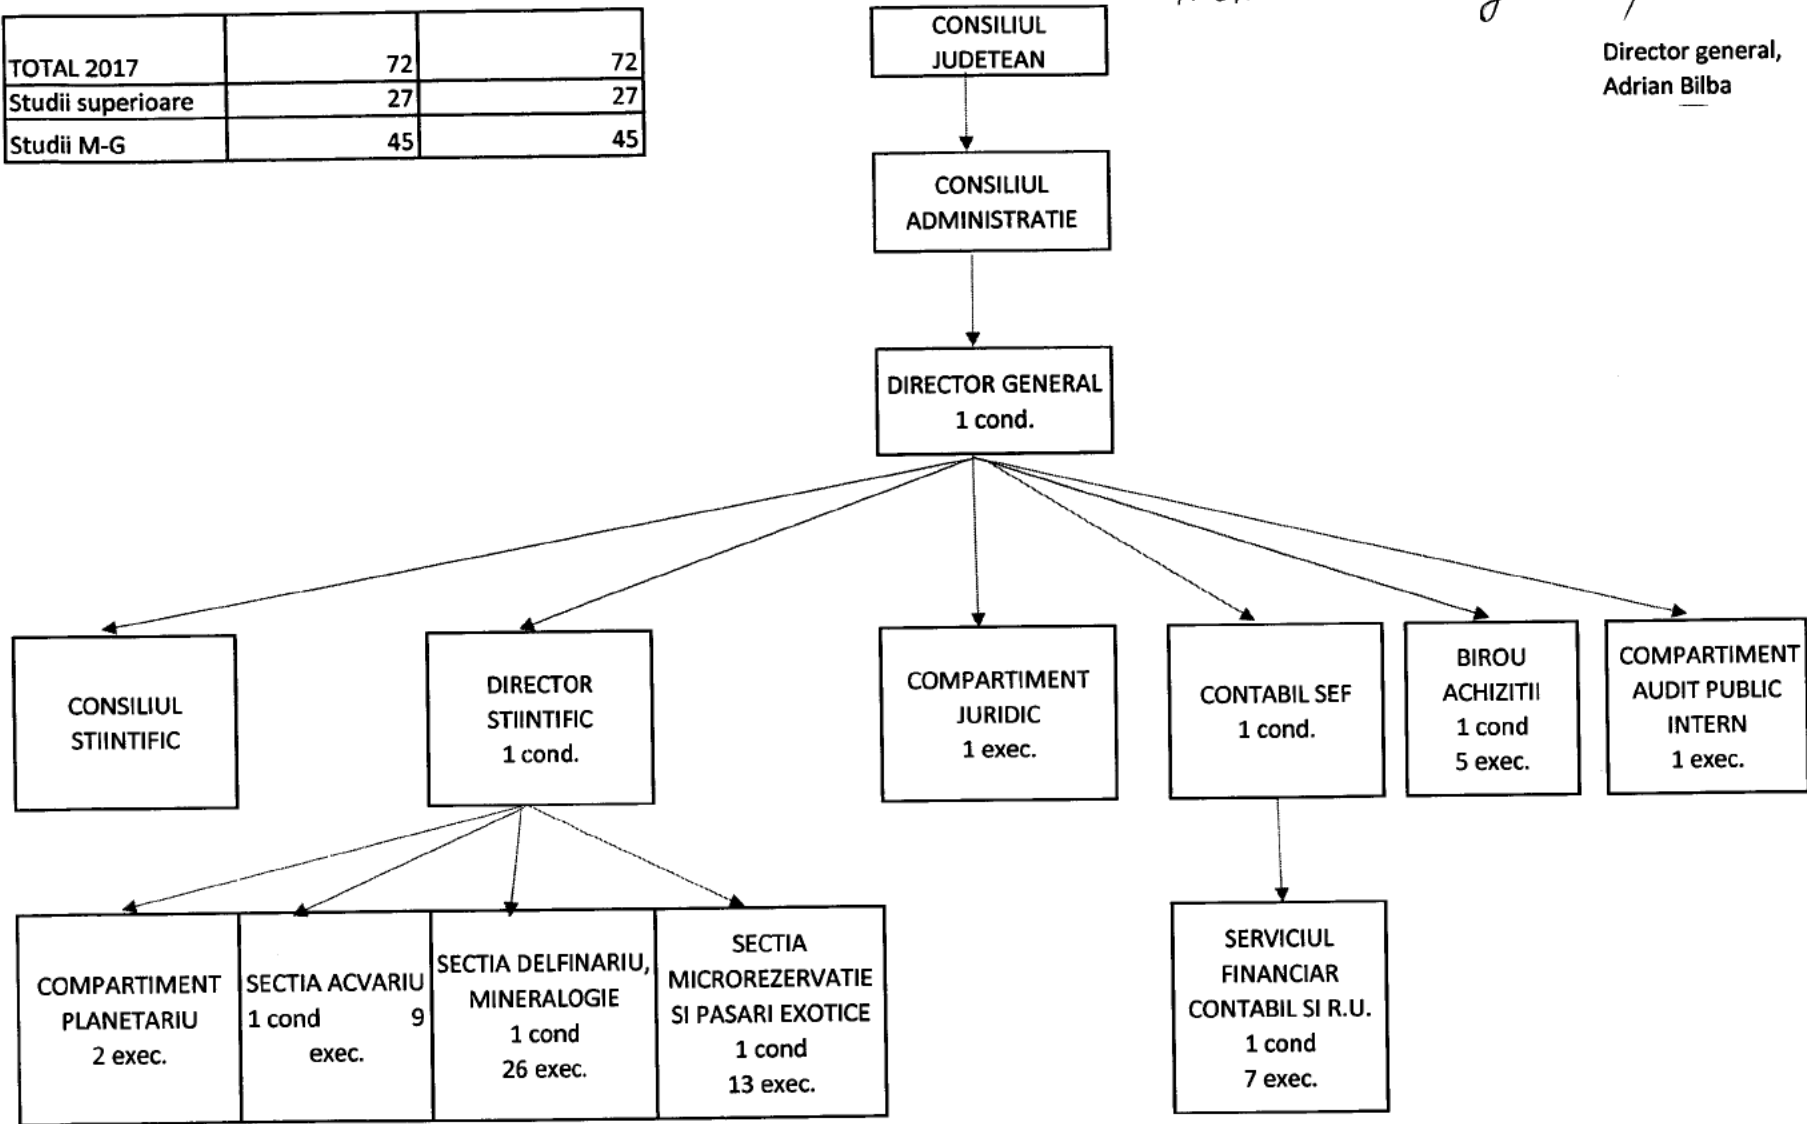 TOTAL 2017 72 72
Studii superioare 27 27
Studii M-G 45 45
CONSILIUL
JUDETEAN
Director general,
Adrian Bilba
CONSILIUL
ADMINISTRATIE
DIRECTOR GENERAL
1 cond.
CONSILIUL
STIINTIFIC
DIRECTOR
STIINTIFIC
1 cond.
COMPARTIMENT
JURIDIC
1 exec.
CONTABIL SEF
1 cond.
BIROU
ACHIZITII
1 cond
5 exec.
COMPARTIMENT
AUDIT PUBLIC
INTERN
1 exec.
COMPARTIMENT
PLANETARIU
2 exec.
SECTIA ACVARIU
1 cond 9
exec.
SECTIA DELFINARIU,
MINERALOGIE
1 cond
26 exec.
SECTIA
MICROREZERVATIE
SI PASARI EXOTICE
1 cond
13 exec.
SERVICIUL
FINANCIAR
CONTABIL SI R.U.
1 cond
7 exec.